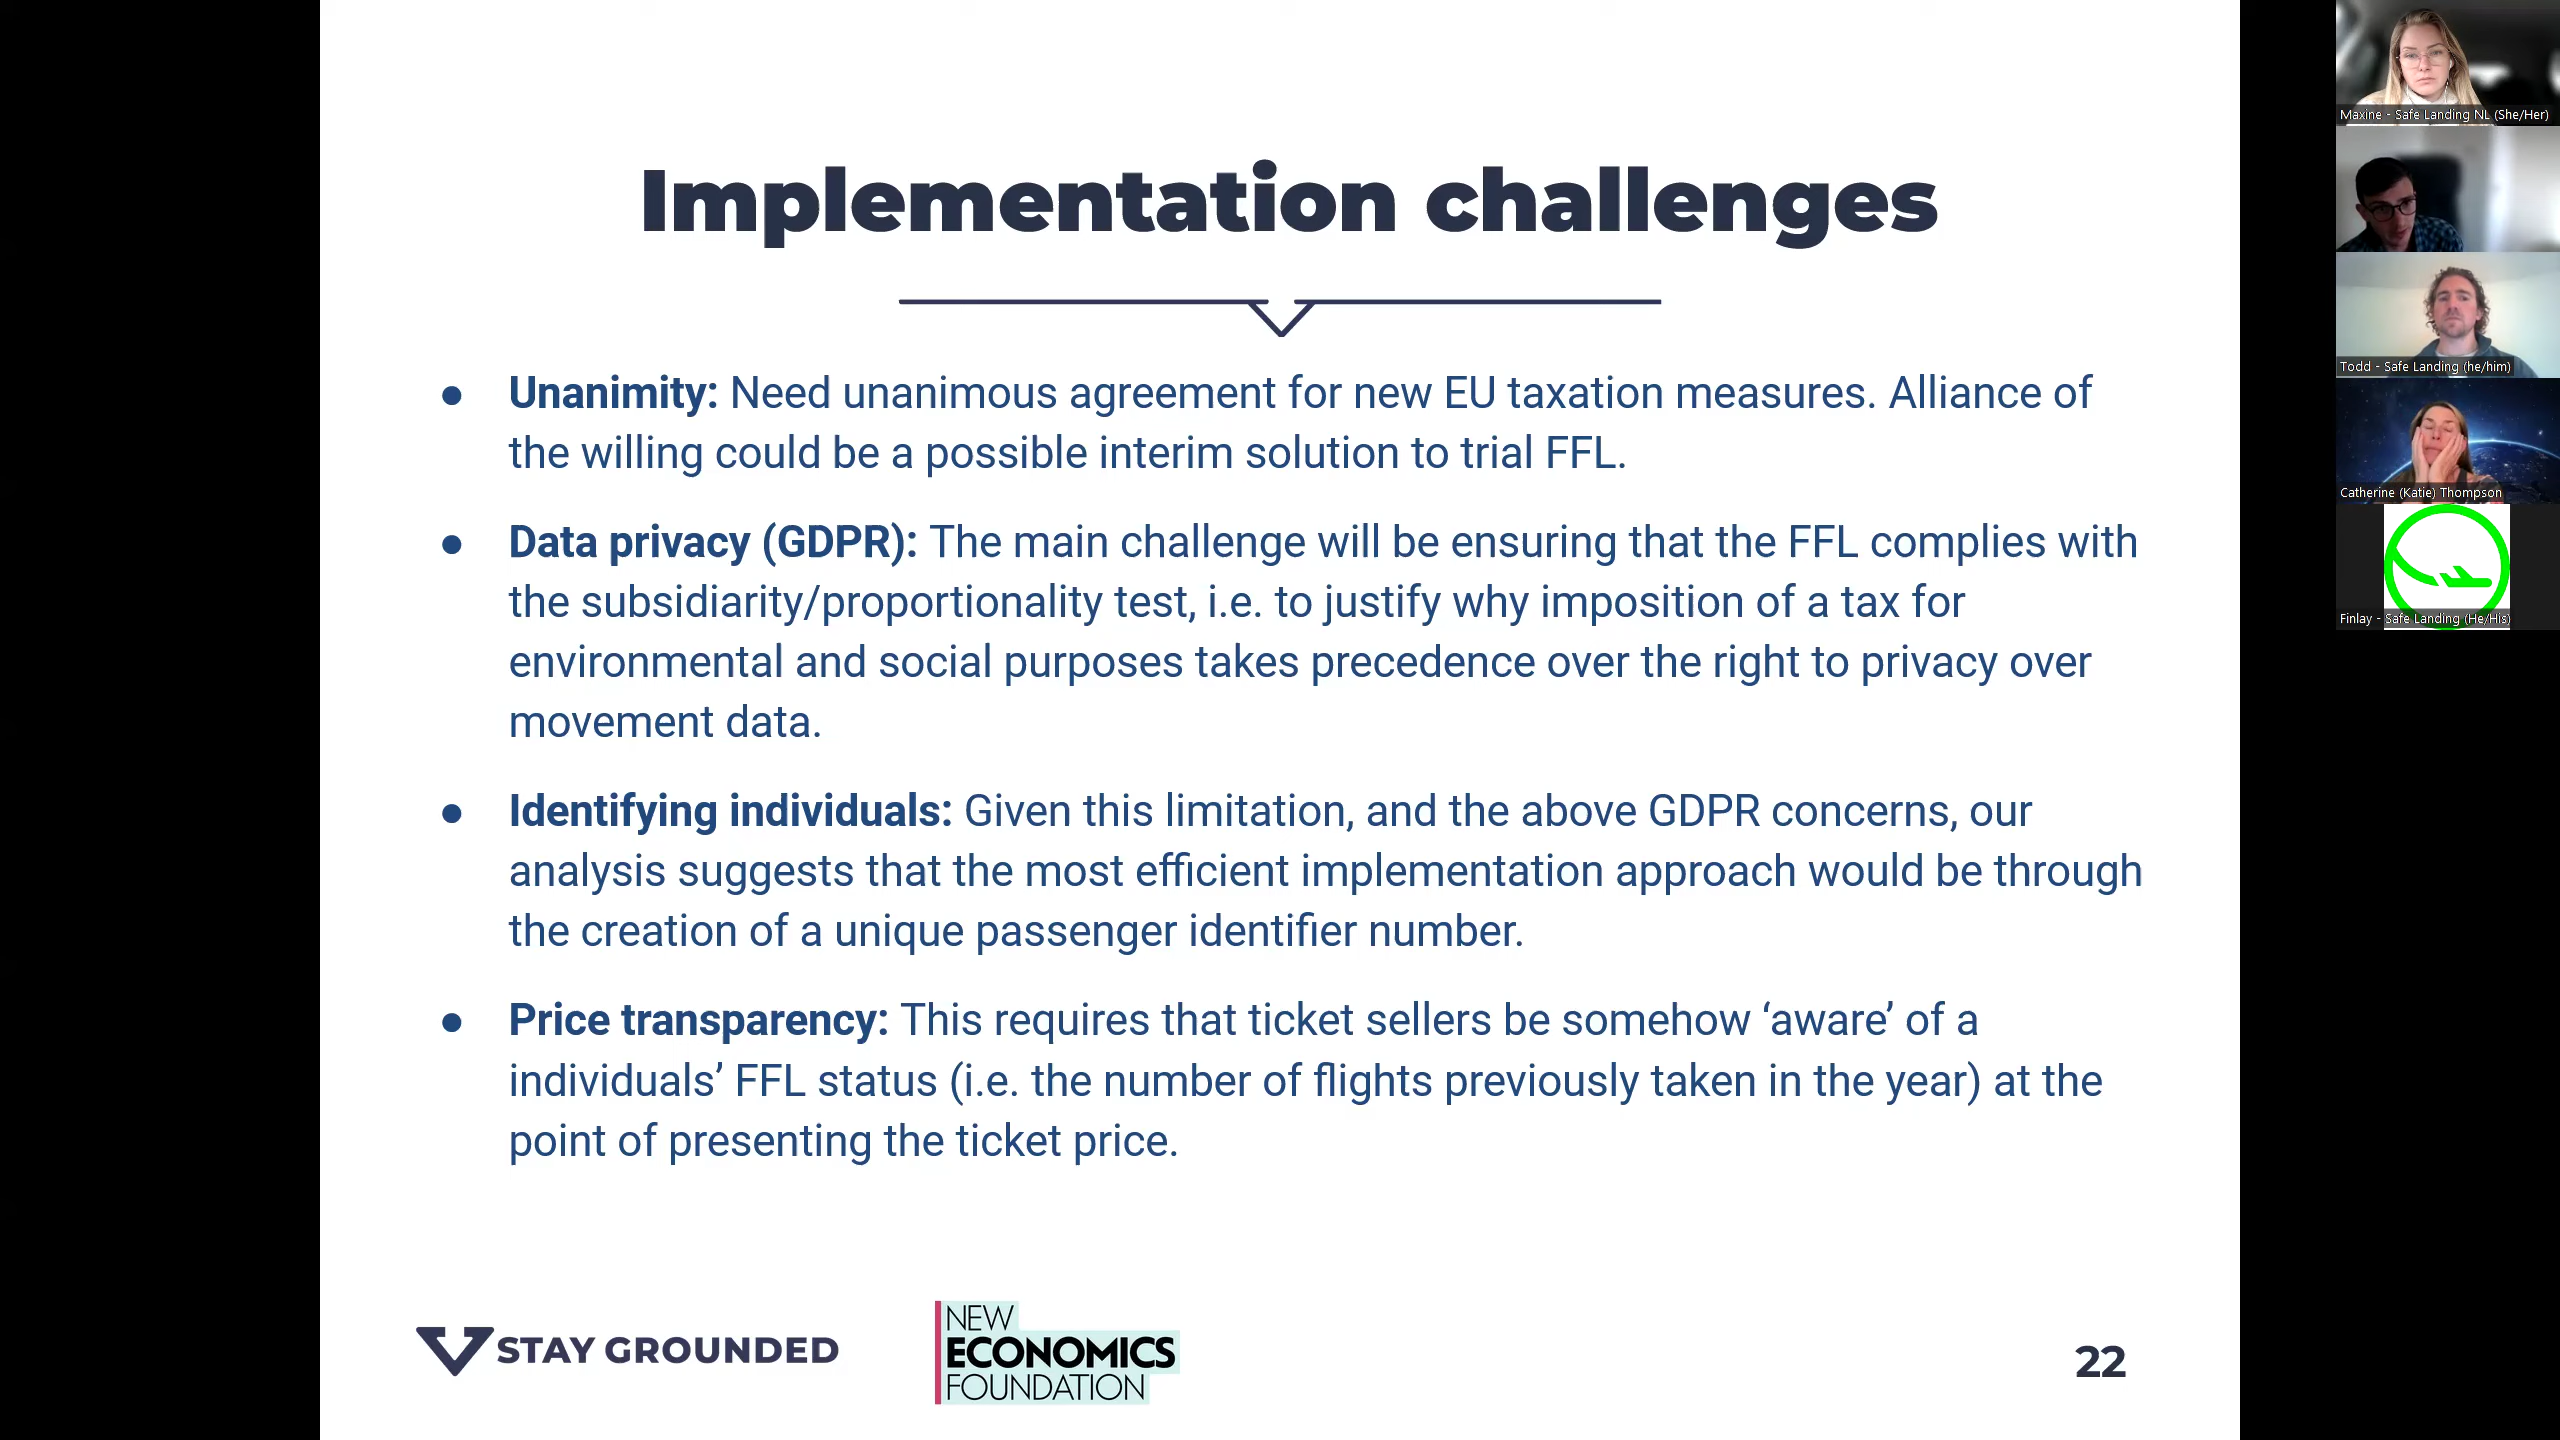 Implementation challenges
● Unanimity: Need unanimous agreement for new EU taxation measures. Alliance of
the willing could be a possible interim solution to trial FFL.
● Data privacy (GDPR): The main challenge will be ensuring that the FFL complies with
the subsidiarity/proportionality test, i.e. to justify why imposition of a tax for
environmental and social purposes takes precedence over the right to privacy over
movement data.
● Identifying individuals: Given this limitation, and the above GDPR concerns, our
analysis suggests that the most efficient implementation approach would be through
the creation of a unique passenger identifier number.
● Price transparency: This requires that ticket sellers be somehow ‘aware’ of a
individuals’ FFL status (i.e. the number of flights previously taken in the year) at the
point of presenting the ticket price.
STAY GROUNDED
NEW
ECONOMICS
FOUNDATION
22
Maxine - Safe Landing NL (She/Her)
Todd - Safe Landing (he/him)
Catherine (Katie) Thompson
Finlay - Safe Landing (He/His)